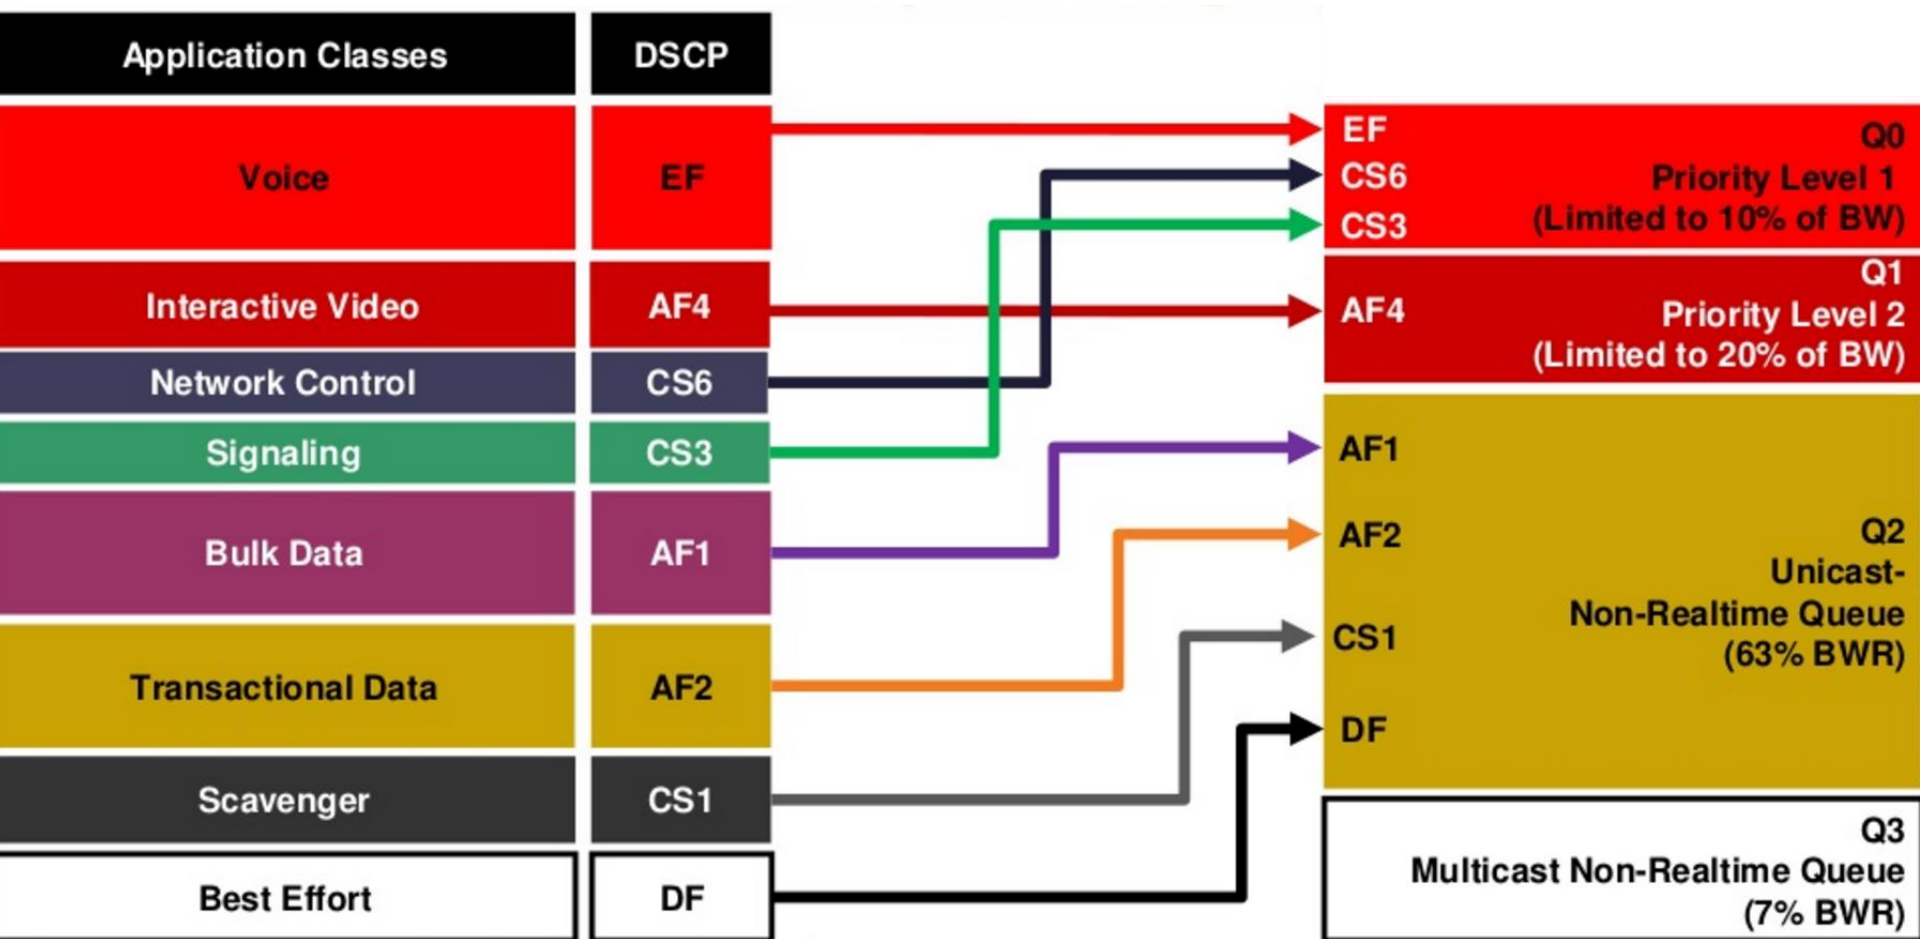 Application Classes
DSCP
Voice
EF
Interactive Video
AF4
Network Control
CS6
Signaling
CS3
Bulk Data
AF1
Transactional Data
AF2
Scavenger
CS1
Best Effort
DF
EF
CS6
CS3
Q0
Priority Level 1
(Limited to 10% of BW)
AF4
Q1
Priority Level 2
(Limited to 20% of BW)
AF1
AF2
CS1
DF
Q2
Unicast-
Non-Realtime Queue
(63% BWR)
Q3
Multicast Non-Realtime Queue
(7% BWR)